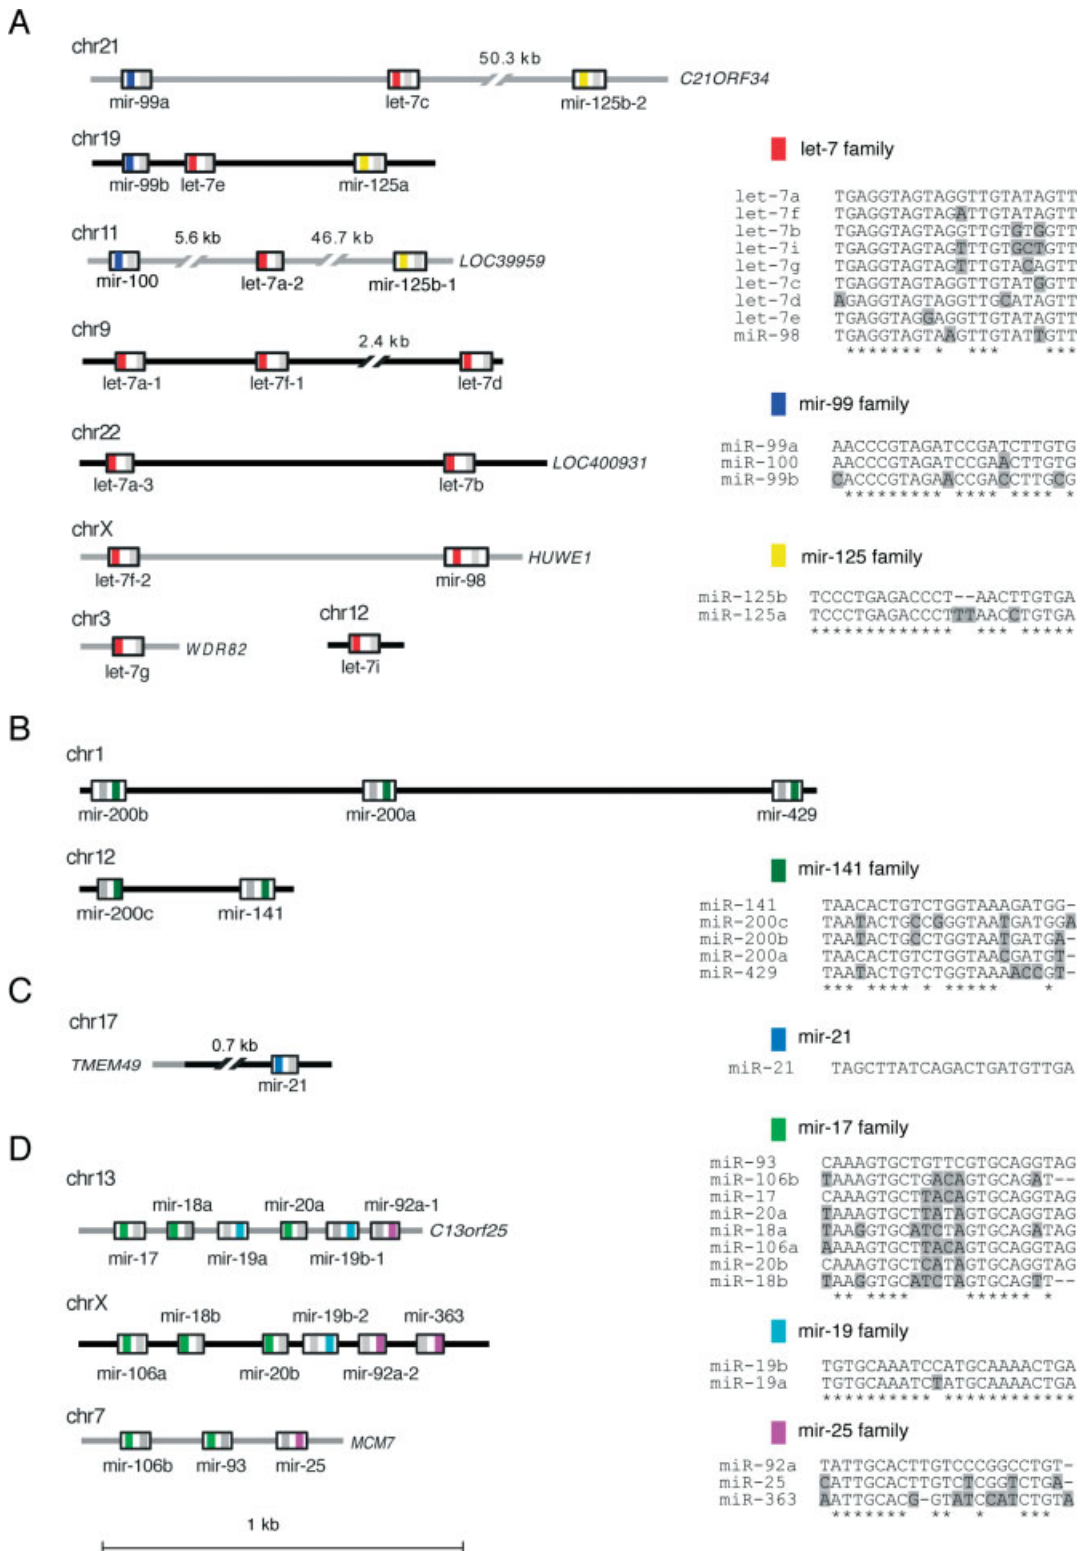 A
chr21
50.3 kb
C21ORF34
mir-99a
let-7c
mir-125b-2
chr19
mir-99b
let-7e
mir-125a
chr11
5.6 kb
46.7 kb
LOC39959
mir-100
let-7a-2
mir-125b-1
chr9
2.4 kb
let-7a-1
let-7f-1
let-7d
chr22
LOC400931
let-7a-3
let-7b
chrX
HUWE1
let-7f-2
mir-98
chr3
chr12
WDR82
let-7g
let-7i
let-7 family
let-7a TGAGGTAGTAGGTTGTATAGTT
let-7f TGAGGTAGTAGATTGTATAGTT
let-7b TGAGGTAGTAGGTTGTGTGGTT
let-7i TGAGGTAGTAGTTTGTGCTGTT
let-7g TGAGGTAGTAGTTTGTACAGTT
let-7c TGAGGTAGTAGGTTGTATGGTT
let-7d AGAGGTAGTAGGTTGCATAGTT
let-7e TGAGGTAGGAGGTTGTATAGTT
miR-98 TGAGGTAGTAAGTTGTATTGTT
******* * *** ***
mir-99 family
miR-99a AACCCGTAGATCCGATCTTGTG
miR-100 AACCCGTAGATCCGAACTTGTG
miR-99b CACCCGTAGAACCGACCTTGCG
********* **** **** *
mir-125 family
miR-125b TCCCTGAGACCCT--AACTTGTGA
miR-125a TCCCTGAGACCCTTTAACCTGTGA
************* *** *****
B
chr1
mir-200b
mir-200a
mir-429
chr12
mir-200c
mir-141
mir-141 family
miR-141 TAACACTGTCTGGTAAAGATGG-
miR-200c TAATACTGCCGGGTAATGATGGA
miR-200b TAATACTGCCTGGTAATGATGA-
miR-200a TAACACTGTCTGGTAACGATGT-
miR-429 TAATACTGTCTGGTAAAACCGT-
*** **** * ***** *
C
chr17
TMEM49
0.7 kb
mir-21
mir-21
miR-21 TAGCTTATCAGACTGATGTTGA
D
chr13
mir-18a
mir-20a
mir-92a-1
C13orf25
mir-17
mir-19a
mir-19b-1
chrX
mir-18b
mir-19b-2
mir-363
mir-106a
mir-20b
mir-92a-2
chr7
MCM7
mir-106b
mir-93
mir-25
1 kb
mir-17 family
miR-93 CAAAGTGCTGTTCGTGCAGGTAG
miR-106b TAAAGTGCTGACAGTGCAGAT--
miR-17 CAAAGTGCTTACAGTGCAGGTAG
miR-20a TAAAGTGCTTATAGTGCAGGTAG
miR-18a TAAGGTGCATCTAGTGCAGATAG
miR-106a AAAAGTGCTTACAGTGCAGGTAG
miR-20b CAAAGTGCTCATAGTGCAGGTAG
miR-18b TAAGGTGCATCTAGTGCAGTT--
** **** ****** *
mir-19 family
miR-19b TGTGCAAATCCATGCAAAACTGA
miR-19a TGTGCAAATCTATGCAAAACTGA
********** ************
mir-25 family
miR-92a TATTGCACTTGTCCCGGCCTGT-
miR-25 CATTGCACTTGTCTCGGTCTGA-
miR-363 AATTGCACG-GTATCCATCTGTA
******* ** * ***